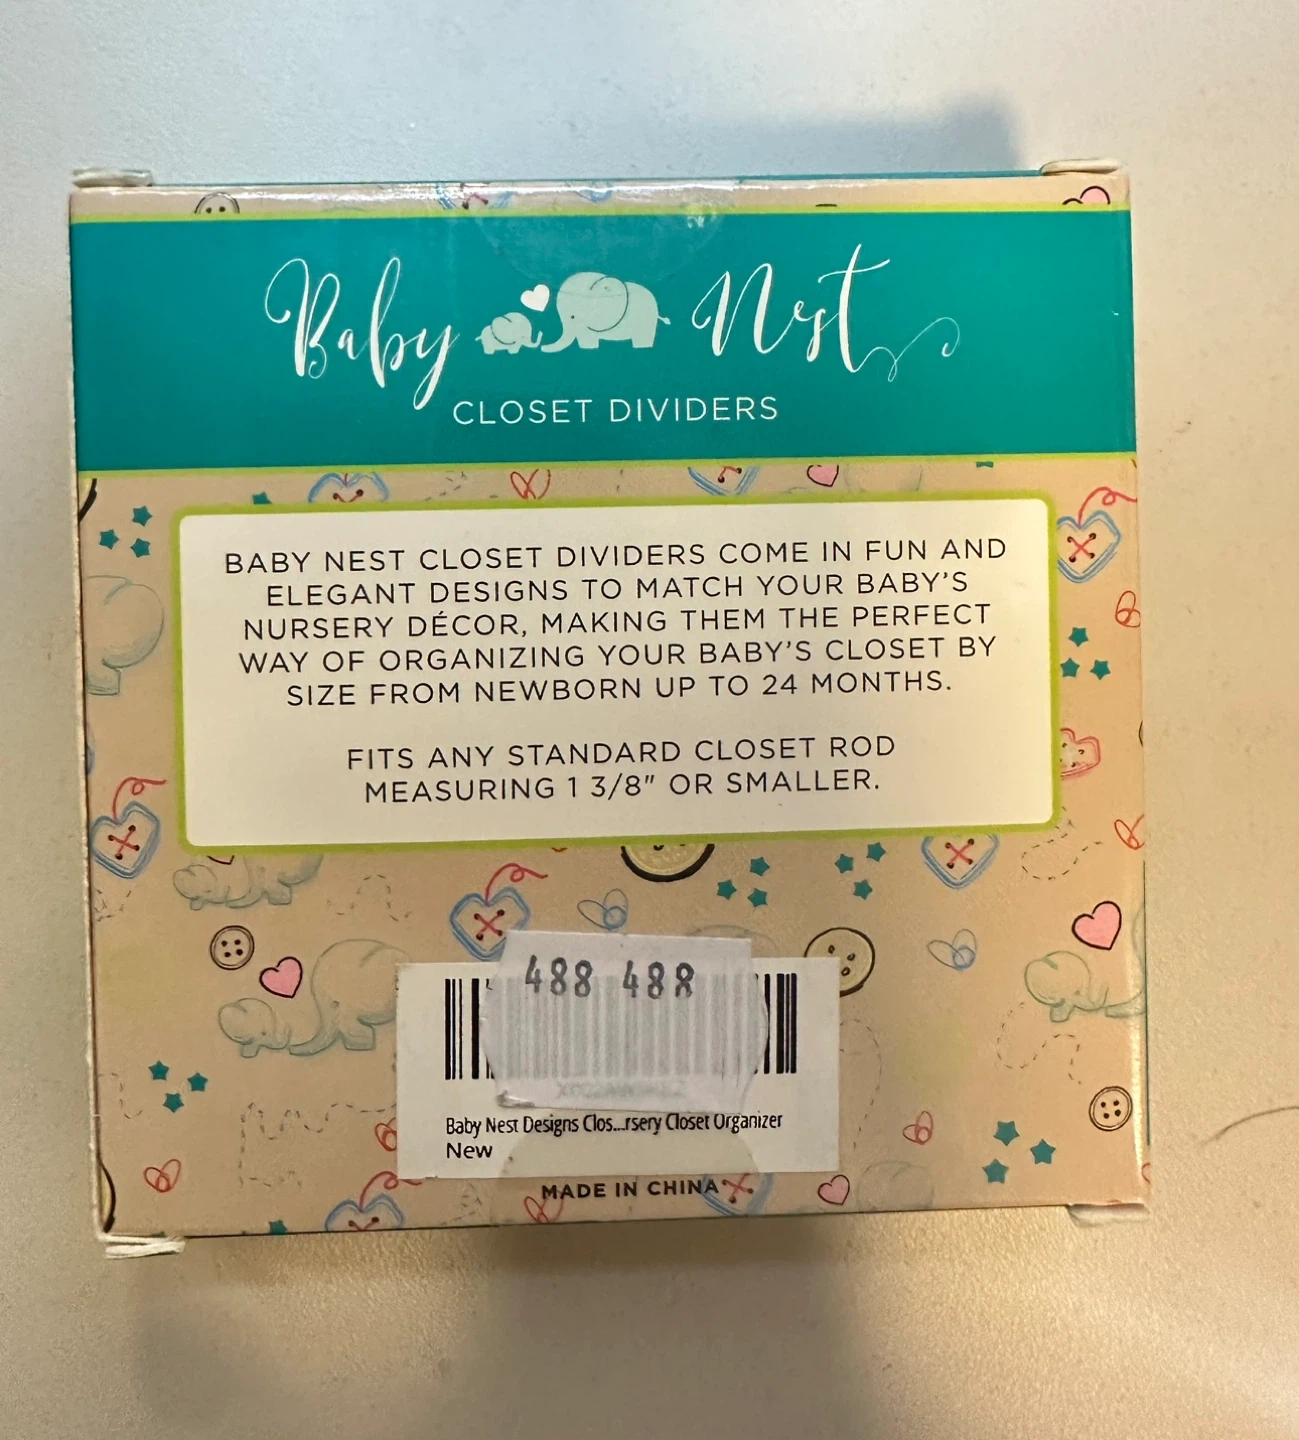 Baby Nest
CLOSET DIVIDERS
BABY NEST CLOSET DIVIDERS COME IN FUN AND
ELEGANT DESIGNS TO MATCH YOUR BABY'S
NURSERY DÉCOR, MAKING THEM THE PERFECT
WAY OF ORGANIZING YOUR BABY'S CLOSET BY
SIZE FROM NEWBORN UP TO 24 MONTHS.
FITS ANY STANDARD CLOSET ROD
MEASURING 1 3/8" OR SMALLER.
488 488
Baby Nest Designs Clos...rsery Closet Organizer
New
MADE IN CHINA